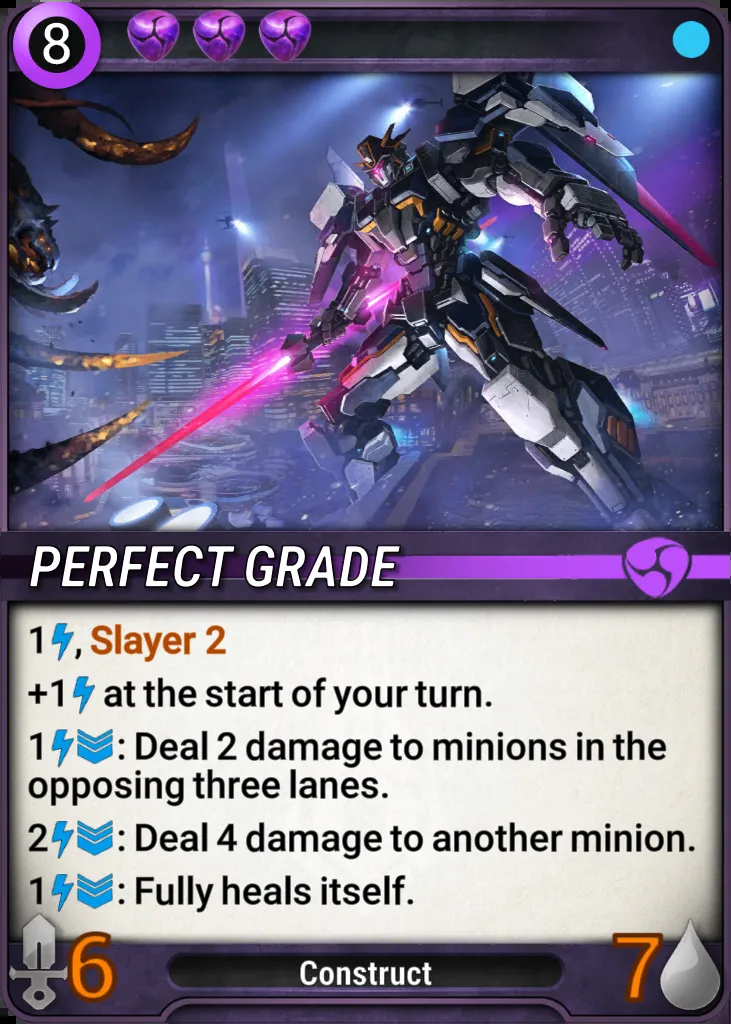 8
PERFECT GRADE
1, Slayer 2
+1 at the start of your turn.
1: Deal 2 damage to minions in the
opposing three lanes.
2: Deal 4 damage to another minion.
1: Fully heals itself.
6 Construct 7